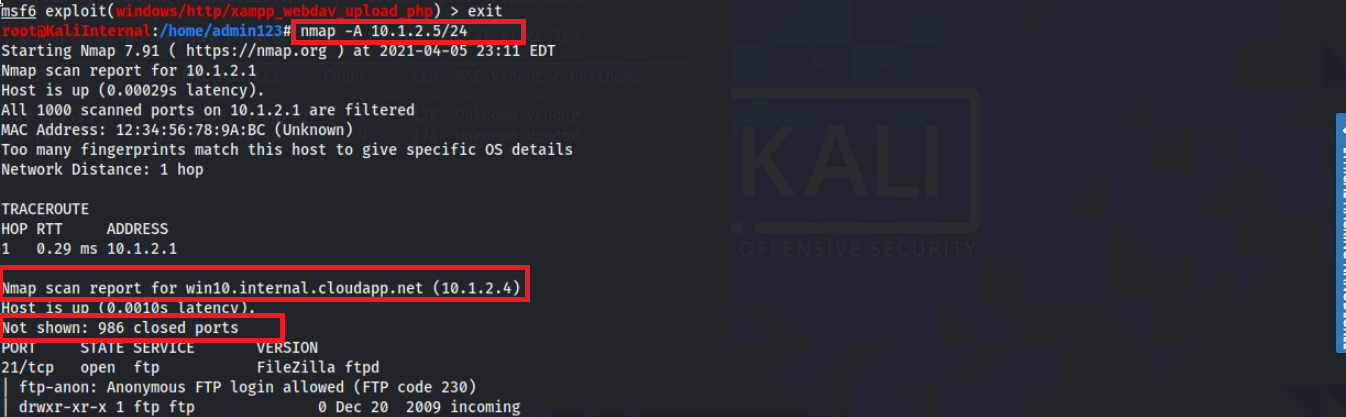 msf6 exploit(windows/http/xampp_webdav_upload_php) > exit
root@KaliInternal:/home/admin123# nmap -A 10.1.2.5/24
Starting Nmap 7.91 ( https://nmap.org ) at 2021-04-05 23:11 EDT
Nmap scan report for 10.1.2.1
Host is up (0.00029s latency).
All 1000 scanned ports on 10.1.2.1 are filtered
MAC Address: 12:34:56:78:9A:BC (Unknown)
Too many fingerprints match this host to give specific OS details
Network Distance: 1 hop
TRACEROUTE
HOP RTT ADDRESS
1 0.29 ms 10.1.2.1
Nmap scan report for win10.internal.cloudapp.net (10.1.2.4)
Host is up (0.0010s latency).
Not shown: 986 closed ports
PORT STATE SERVICE VERSION
21/tcp open ftp FileZilla ftpd
| ftp-anon: Anonymous FTP login allowed (FTP code 230)
| drwxr-xr-x 1 ftp ftp 0 Dec 20 2009 incoming
KALI
OFFENSIVE SECURITY